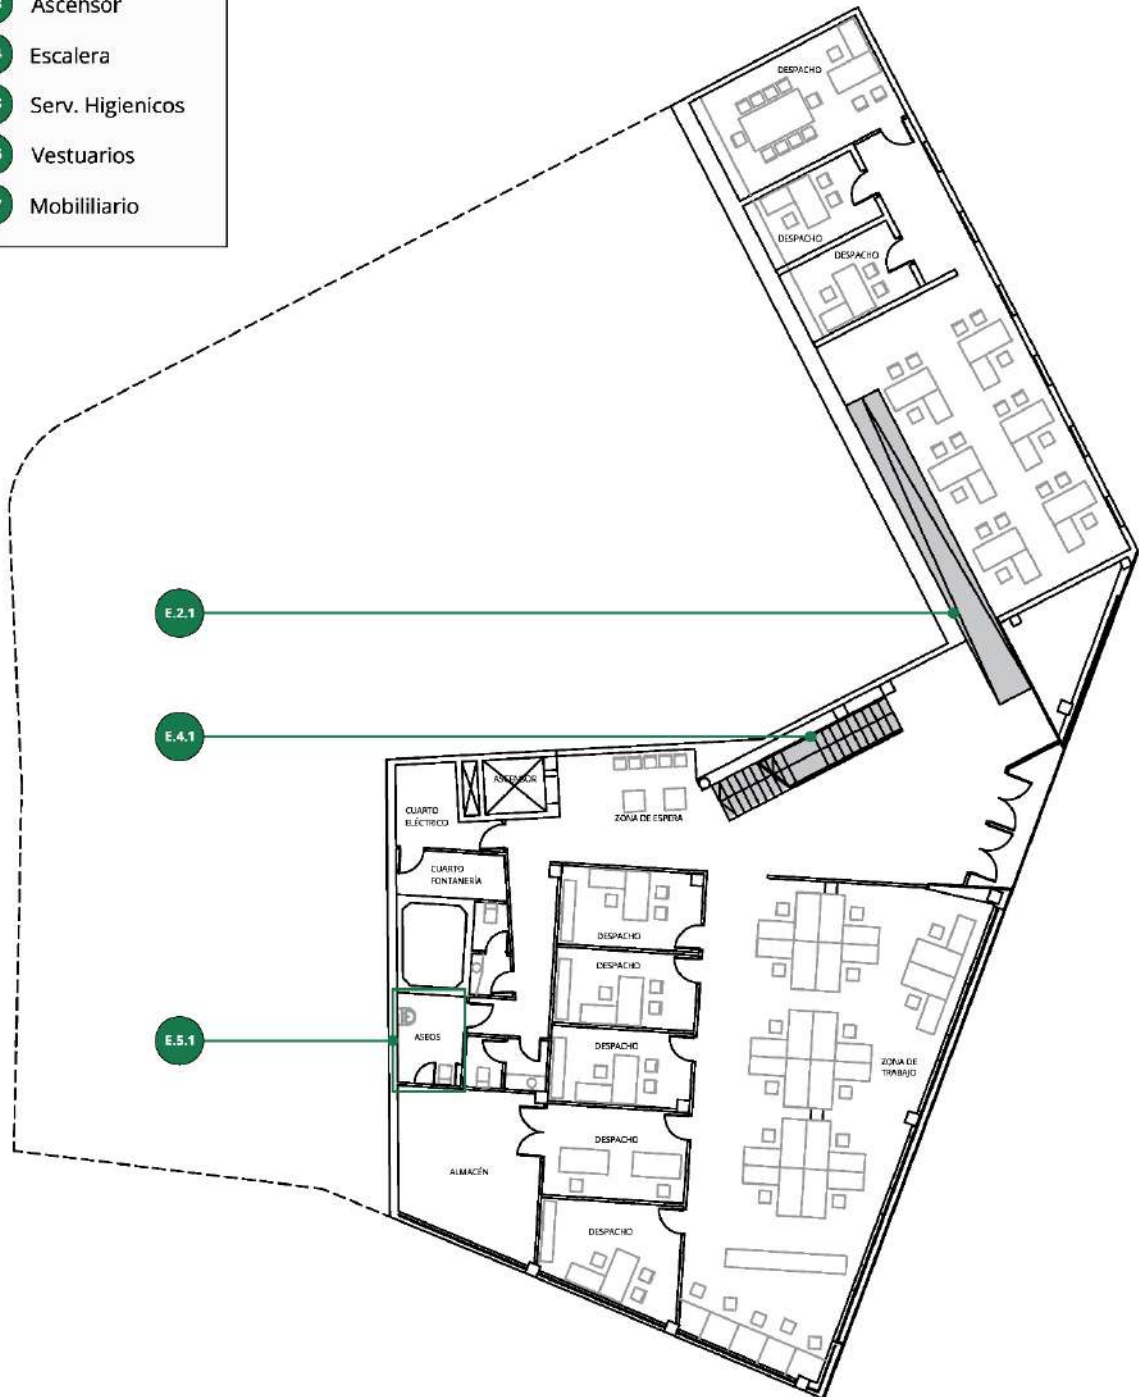 Ascensor
Escalera
Serv. Higienicos
Vestuarios
Mobililiario
DESPACHO
DESPACHO
DESPACHO
E.2.1
E.4.1
ASCENSOR
CUARTO
ELÉCTRICO
ZONA DE ESPERA
CUARTO
FONTANERÍA
DESPACHO
DESPACHO
E.5.1
ASEOS
DESPACHO
ZONA DE
TRABAJO
DESPACHO
ALMACÉN
DESPACHO